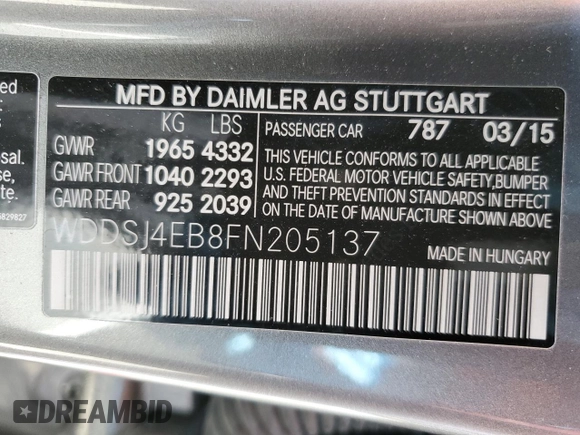 MFD BY DAIMLER AG STUTTGART
KG LBS
GVWR 1965 4332
GAWR FRONT 1040 2293
GAWR REAR 925 2039
PASSENGER CAR 787 03/15
THIS VEHICLE CONFORMS TO ALL APPLICABLE
U.S. FEDERAL MOTOR VEHICLE SAFETY, BUMPER
AND THEFT PREVENTION STANDARDS IN EFFECT
ON THE DATE OF MANUFACTURE SHOWN ABOVE.
WDDSJ4EB8FN205137
MADE IN HUNGARY
DREAMBID